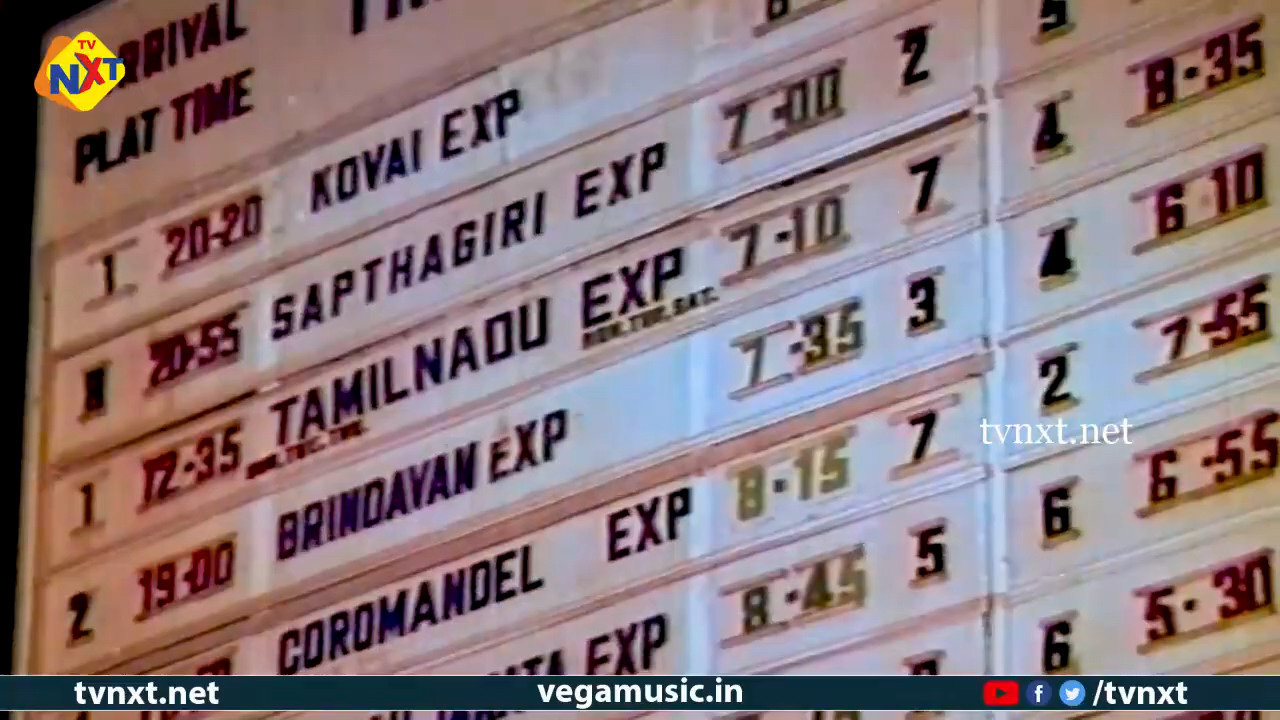 TV
NXT
ARRIVAL
PLAT TIME
1 20-20 KOVAI EXP 7-00 2 4 8-35
8 20-55 SAPTHAGIRI EXP 7-10 7 4 6 10
1 12-35 TAMILNADU EXP 7-35 3 2 7-55
2 19-00 BRINDAVAN EXP 8-15 7 6 6-55
COROMANDEL EXP 8-45 5 6 5-30
EXP
tvnxt.net
tvnxt.net vegamusic.in /tvnxt